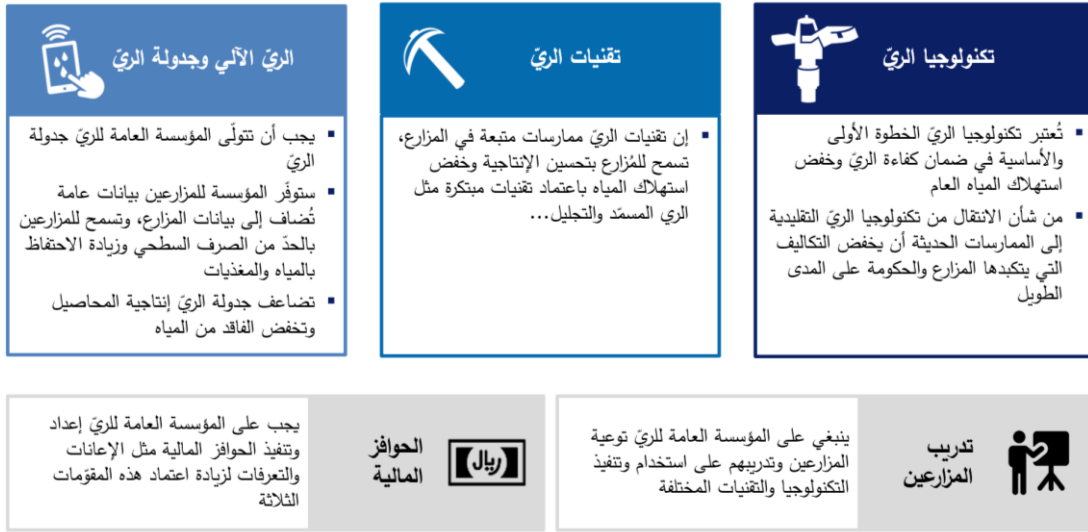 تكنولوجيا الريّ
تُعتبر تكنولوجيا الريّ الخطوة الأولى
والأساسية في ضمان كفاءة الريّ وخفض
استهلاك المياه العام
من شأن الانتقال من تكنولوجيا الريّ التقليدية
إلى الممارسات الحديثة أن يخفض التكاليف
التي يتكبدها المزارع والحكومة على المدى
الطويل
تقنيات الريّ
إن تقنيات الريّ ممارسات متبعة في المزارع،
تسمح للمُزارع بتحسين الإنتاجية وخفض
استهلاك المياه باعتماد تقنيات مبتكرة مثل
الري المسمّد والتجليل...
الريّ الآلي وجدولة الريّ
يجب أن تتولّى المؤسسة العامة للريّ جدولة
الريّ
ستوفّر المؤسسة للمزارعين بيانات عامة
تُضاف إلى بيانات المزارع، وتسمح للمزارعين
بالحدّ من الصرف السطحي وزيادة الاحتفاظ
بالمياه والمغذيات
تضاعف جدولة الريّ إنتاجية المحاصيل
وتخفض الفاقد من المياه
تدريب
المزارعين
ينبغي على المؤسسة العامة للريّ توعية
المزارعين وتدريبهم على استخدام وتنفيذ
التكنولوجيا والتقنيات المختلفة
ريال
الحوافز
المالية
يجب على المؤسسة العامة للريّ إعداد
وتنفيذ الحوافز المالية مثل الإعانات
والتعرفات لزيادة اعتماد هذه المقوّمات
الثلاثة